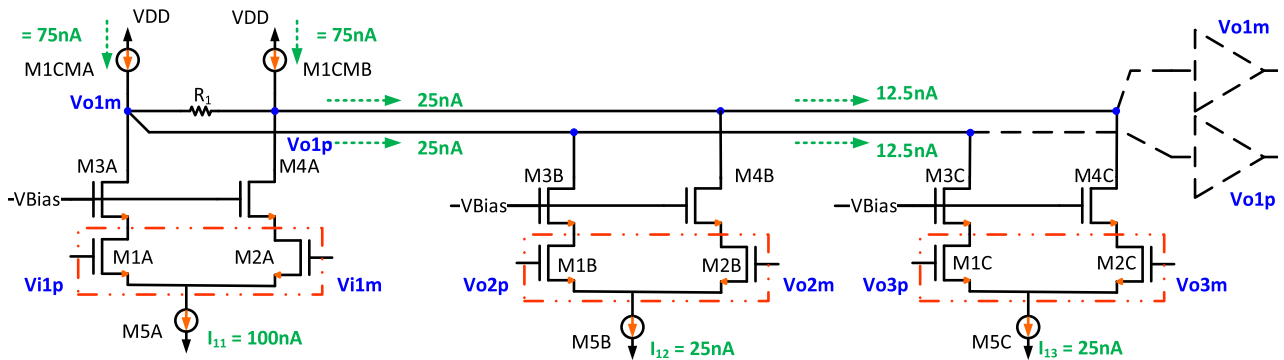 = 75nA
VDD
VDD
= 75nA
Vo1m
M1CMA
M1CMB
Vo1m
R1
25nA
12.5nA
Vo1p
25nA
12.5nA
M3A
M4A
M3B
M4B
M3C
M4C
VBias
VBias
VBias
Vo1p
M1A
M2A
M1B
M2B
M1C
M2C
Vi1p
Vi1m
Vo2p
Vo2m
Vo3p
Vo3m
M5A
I11 = 100nA
M5B
I12 = 25nA
M5C
I13 = 25nA